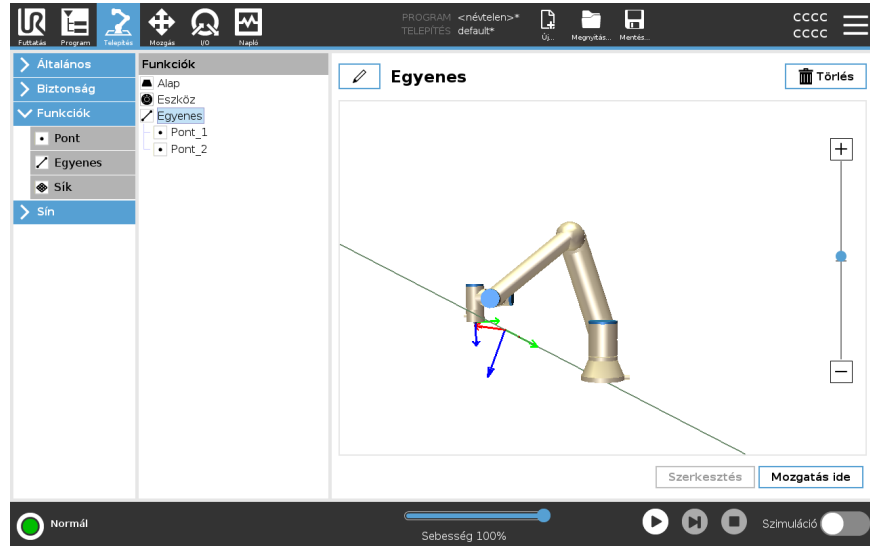 UR
PROGRAM <névtelen>*
TELEPÍTÉS default*
Futtatás Program Telepítés Mozgás I/O Napló
Új... Megnyitás... Mentés...
CCCC
CCCC
Általános
Biztonság
Funkciók
Pont
Egyenes
Sík
Sín
Funkciók
Alap
Eszköz
Egyenes
Pont_1
Pont_2
Egyenes
Törlés
Szerkesztés Mozgatás ide
Normál
Sebesség 100%
Szimuláció